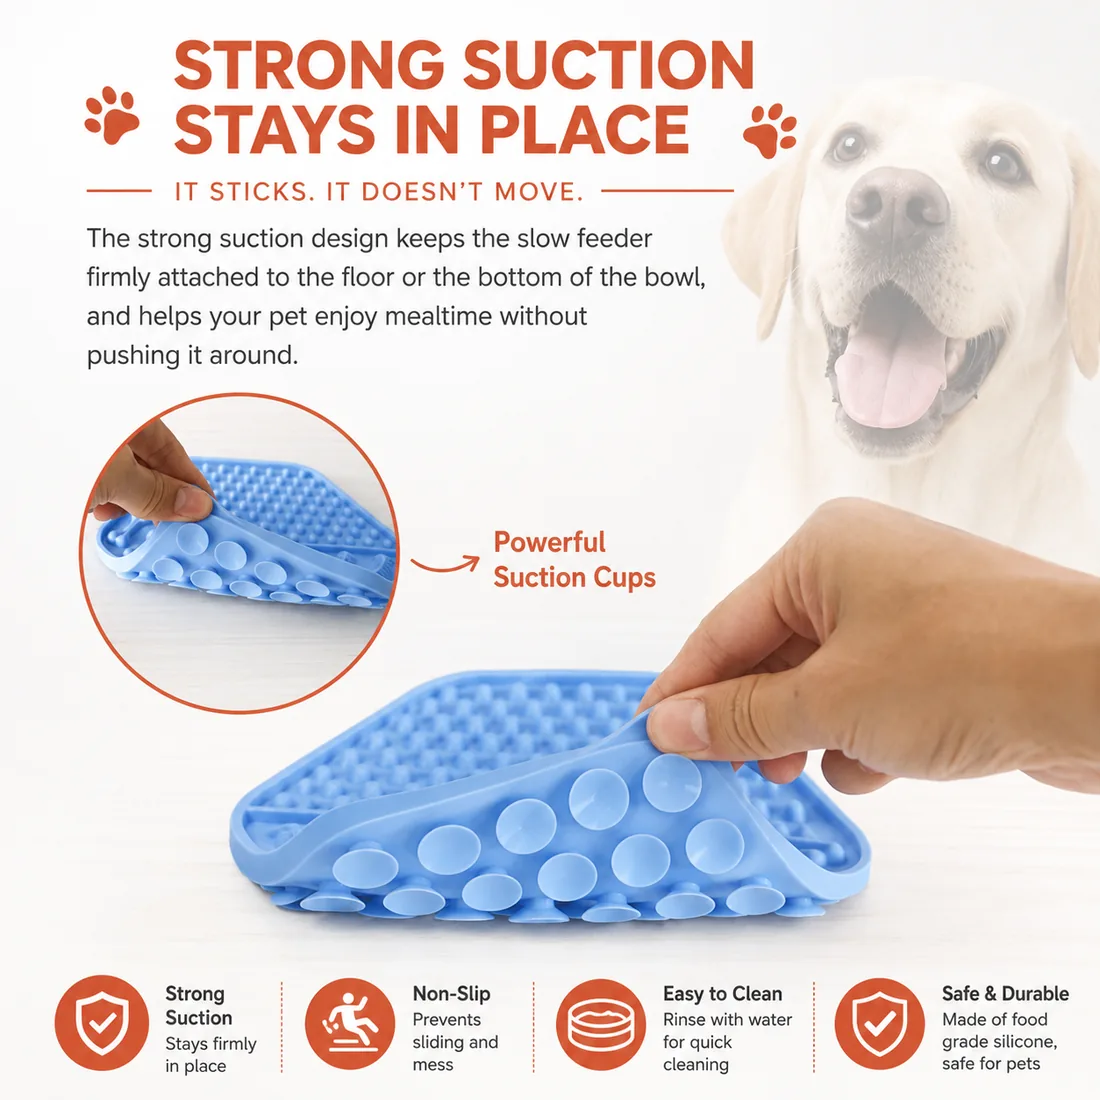 STRONG SUCTION
STAYS IN PLACE
IT STICKS. IT DOESN'T MOVE.
The strong suction design keeps the slow feeder
firmly attached to the floor or the bottom of the bowl,
and helps your pet enjoy mealtime without
pushing it around.
Powerful
Suction Cups
Strong
Suction
Stays firmly
in place
Non-Slip
Prevents
sliding and
mess
Easy to Clean
Rinse with water
for quick
cleaning
Safe & Durable
Made of food
grade silicone,
safe for pets